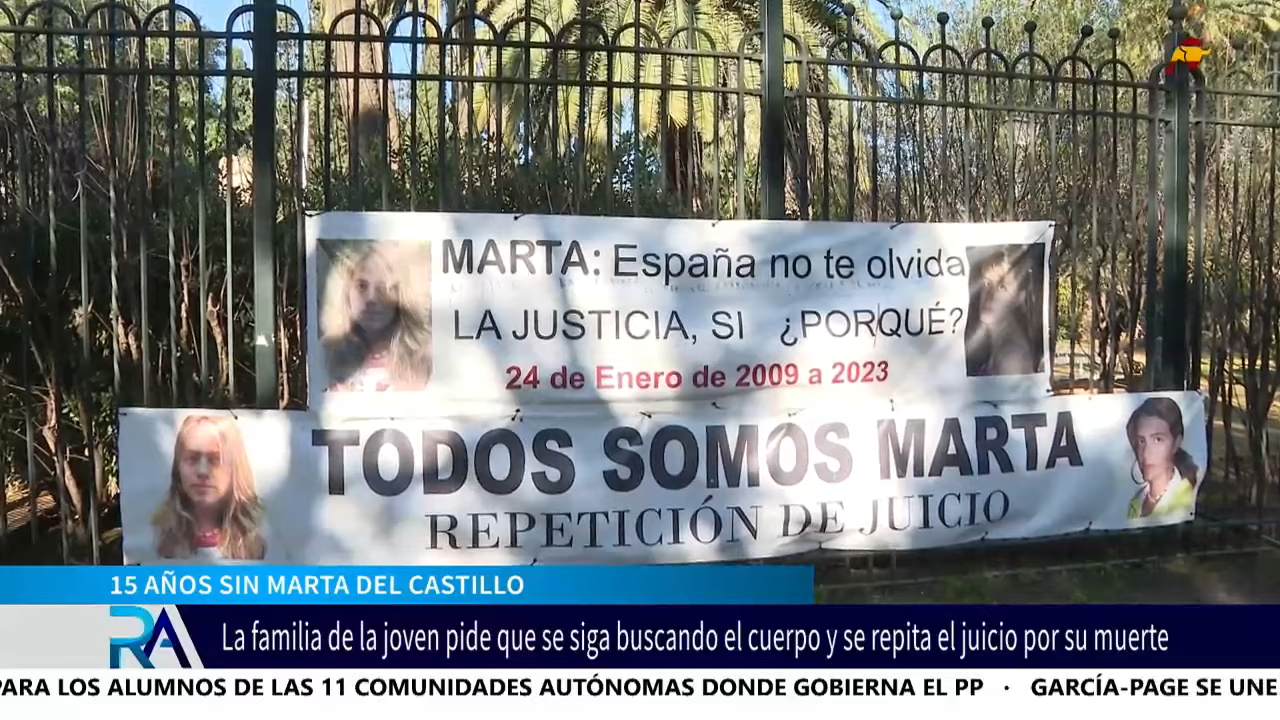 MARTA: España no te olvida
LA JUSTICIA, SI ¿PORQUÉ?
24 de Enero de 2009 a 2023
TODOS SOMOS MARTA
REPETICIÓN DE JUICIO
15 AÑOS SIN MARTA DEL CASTILLO
RA
La familia de la joven pide que se siga buscando el cuerpo y se repita el juicio por su muerte
PARA LOS ALUMNOS DE LAS 11 COMUNIDADES AUTÓNOMAS DONDE GOBIERNA EL PP · GARCÍA-PAGE SE UNE